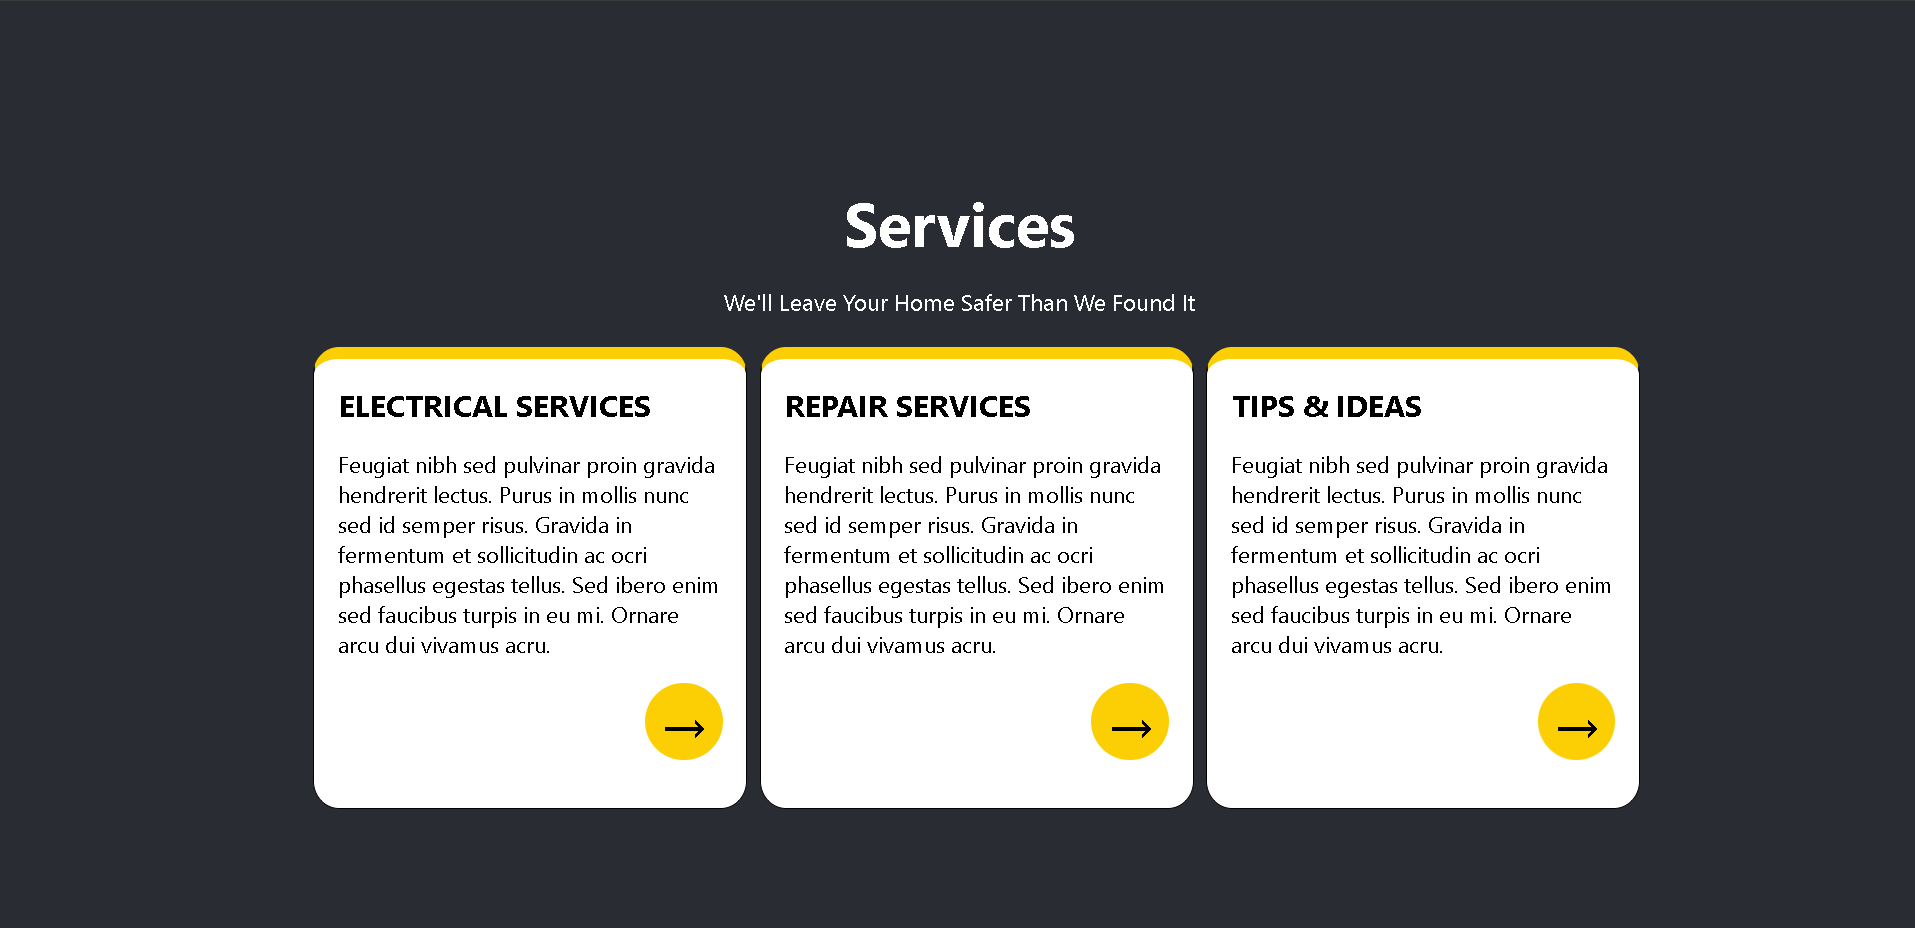 Services
We'll Leave Your Home Safer Than We Found It
ELECTRICAL SERVICES
Feugiat nibh sed pulvinar proin gravida
hendrerit lectus. Purus in mollis nunc
sed id semper risus. Gravida in
fermentum et sollicitudin ac ocri
phasellus egestas tellus. Sed ibero enim
sed faucibus turpis in eu mi. Ornare
arcu dui vivamus acru.
→
REPAIR SERVICES
Feugiat nibh sed pulvinar proin gravida
hendrerit lectus. Purus in mollis nunc
sed id semper risus. Gravida in
fermentum et sollicitudin ac ocri
phasellus egestas tellus. Sed ibero enim
sed faucibus turpis in eu mi. Ornare
arcu dui vivamus acru.
→
TIPS & IDEAS
Feugiat nibh sed pulvinar proin gravida
hendrerit lectus. Purus in mollis nunc
sed id semper risus. Gravida in
fermentum et sollicitudin ac ocri
phasellus egestas tellus. Sed ibero enim
sed faucibus turpis in eu mi. Ornare
arcu dui vivamus acru.
→